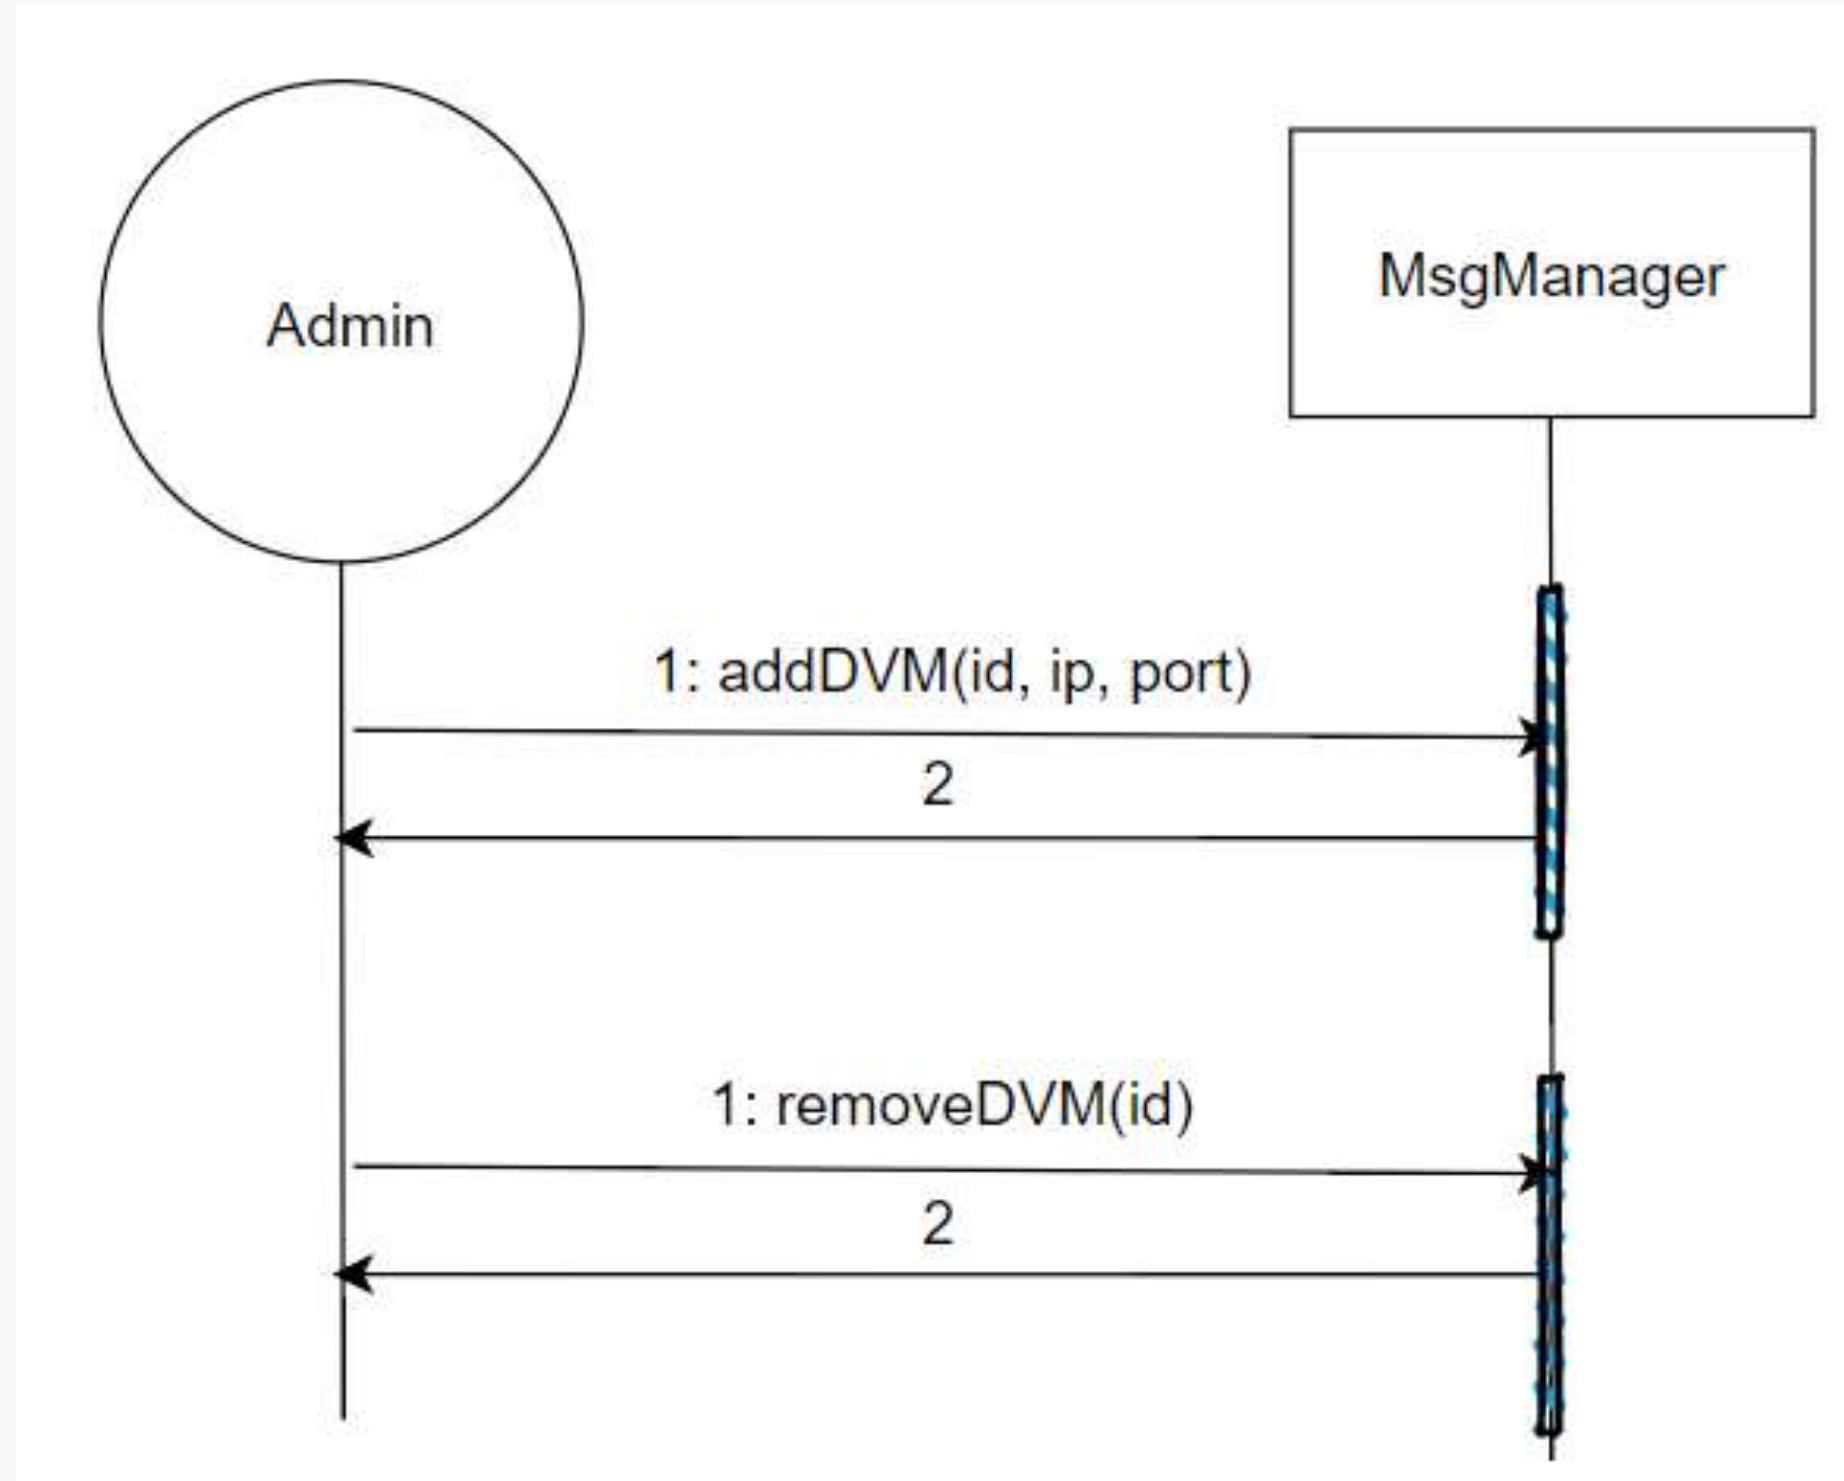 Admin
MsgManager
1: addDVM(id, ip, port)
2
1: removeDVM(id)
2